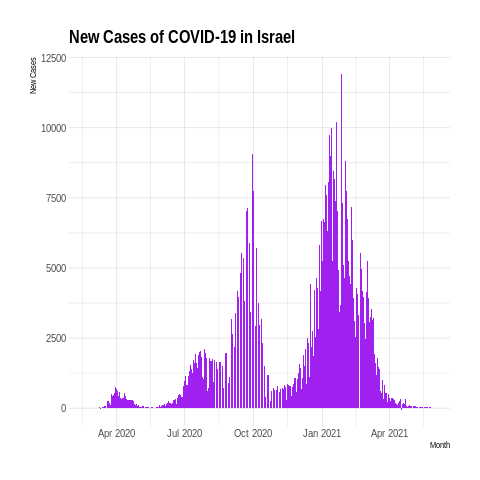 New Cases of COVID-19 in Israel
New Cases
12500
10000
7500
5000
2500
0
Apr 2020 Jul 2020 Oct 2020 Jan 2021 Apr 2021
Month